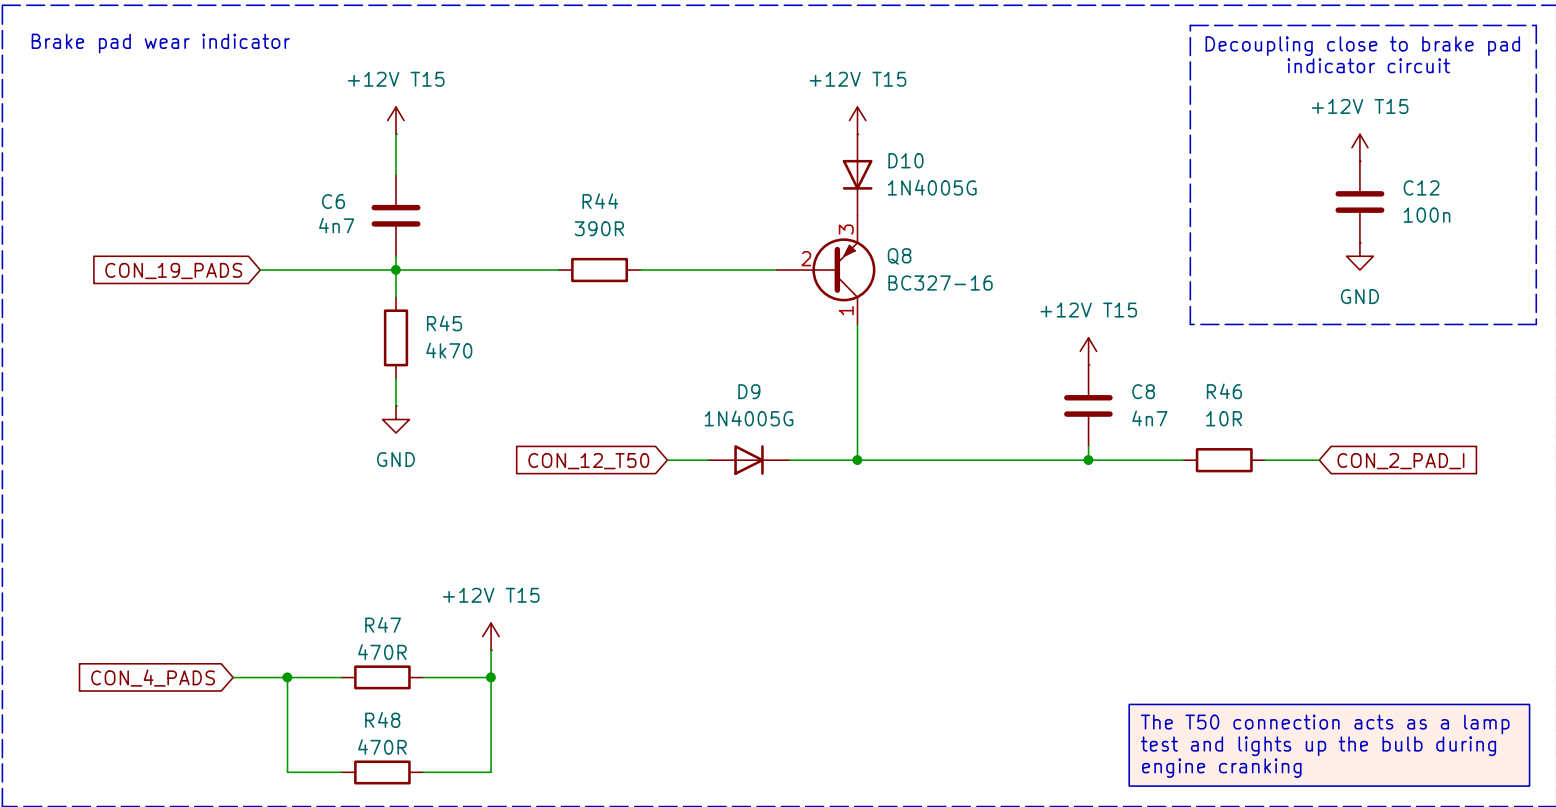 Brake pad wear indicator
Decoupling close to brake pad
indicator circuit
+12V T15
+12V T15
+12V T15
C6
4n7
R44
390R
D10
1N4005G
C12
100n
3
2
1
Q8
BC327-16
CON_19_PADS
GND
R45
4k70
+12V T15
GND
D9
1N4005G
C8
4n7
R46
10R
CON_12_T50
CON_2_PAD_I
+12V T15
R47
470R
CON_4_PADS
R48
470R
The T50 connection acts as a lamp
test and lights up the bulb during
engine cranking